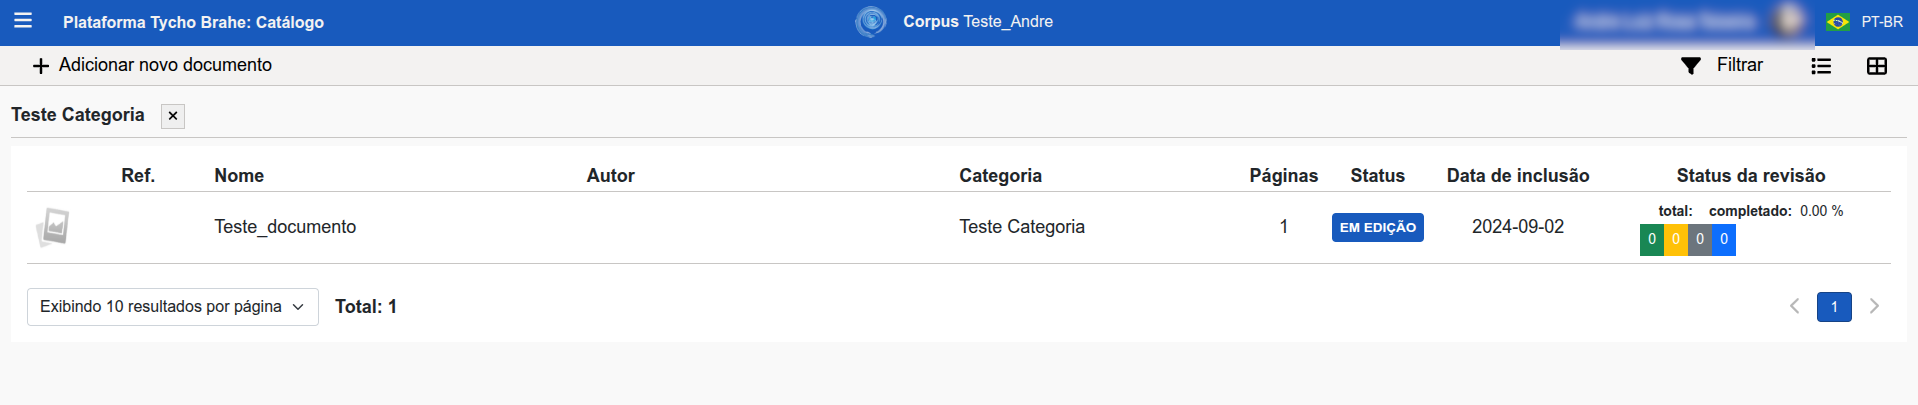 Plataforma Tycho Brahe: Catálogo
Corpus Teste_Andre
PT-BR
Adicionar novo documento
Filtrar
Teste Categoria
Ref. Nome Autor Categoria Páginas Status Data de inclusão Status da revisão
Teste_documento Teste Categoria 1 EM EDIÇÃO 2024-09-02
total: completado: 0.00 %
0 0 0 0
Exibindo 10 resultados por página
Total: 1
1